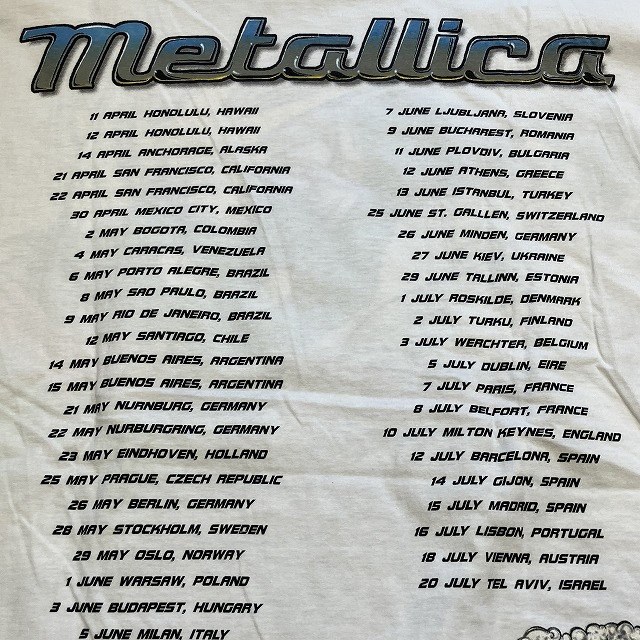 Metallica
11 APRIL HONOLULU, HAWAII
12 APRIL HONOLULU, HAWAII
14 APRIL ANCHORAGE, ALASKA
21 APRIL SAN FRANCISCO, CALIFORNIA
22 APRIL SAN FRANCISCO, CALIFORNIA
30 APRIL MEXICO CITY, MEXICO
2 MAY BOGOTA, COLOMBIA
4 MAY CARACAS, VENEZUELA
6 MAY PORTO ALEGRE, BRAZIL
8 MAY SAO PAULO, BRAZIL
9 MAY RIO DE JANEIRO, BRAZIL
12 MAY SANTIAGO, CHILE
14 MAY BUENOS AIRES, ARGENTINA
15 MAY BUENOS AIRES, ARGENTINA
21 MAY NURNBURG, GERMANY
22 MAY NURBURGRING, GERMANY
23 MAY EINDHOVEN, HOLLAND
25 MAY PRAGUE, CZECH REPUBLIC
26 MAY BERLIN, GERMANY
28 MAY STOCKHOLM, SWEDEN
29 MAY OSLO, NORWAY
1 JUNE WARSAW, POLAND
3 JUNE BUDAPEST, HUNGARY
5 JUNE MILAN, ITALY
7 JUNE LJUBLJANA, SLOVENIA
9 JUNE BUCHAREST, ROMANIA
11 JUNE PLOVDIV, BULGARIA
12 JUNE ATHENS, GREECE
13 JUNE ISTANBUL, TURKEY
25 JUNE ST. GALLLEN, SWITZERLAND
26 JUNE MINDEN, GERMANY
27 JUNE KIEV, UKRAINE
29 JUNE TALLINN, ESTONIA
1 JULY ROSKILDE, DENMARK
2 JULY TURKU, FINLAND
3 JULY WERCHTER, BELGIUM
5 JULY DUBLIN, EIRE
7 JULY PARIS, FRANCE
8 JULY BELFORT, FRANCE
10 JULY MILTON KEYNES, ENGLAND
12 JULY BARCELONA, SPAIN
14 JULY GIJON, SPAIN
15 JULY MADRID, SPAIN
16 JULY LISBON, PORTUGAL
18 JULY VIENNA, AUSTRIA
20 JULY TEL AVIV, ISRAEL